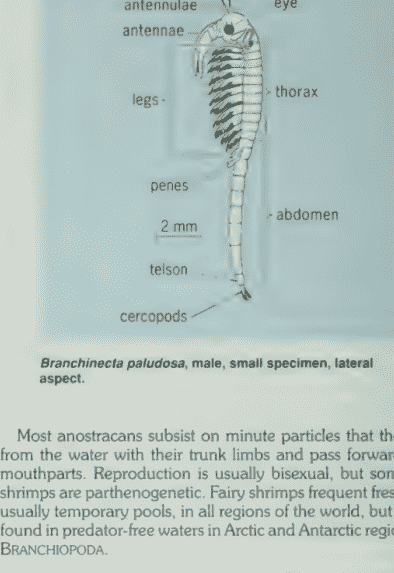 antennulae
eye
antennae
legs
thorax
penes
abdomen
2 mm
telson
cercopods
Branchinecta paludosa, male, small specimen, lateral
aspect.
Most anostracans subsist on minute particles that th
from the water with their trunk limbs and pass forwar
mouthparts. Reproduction is usually bisexual, but som
shrimps are parthenogenetic. Fairy shrimps frequent fres
usually temporary pools, in all regions of the world, but
found in predator-free waters in Arctic and Antarctic regi
BRANCHIOPODA.